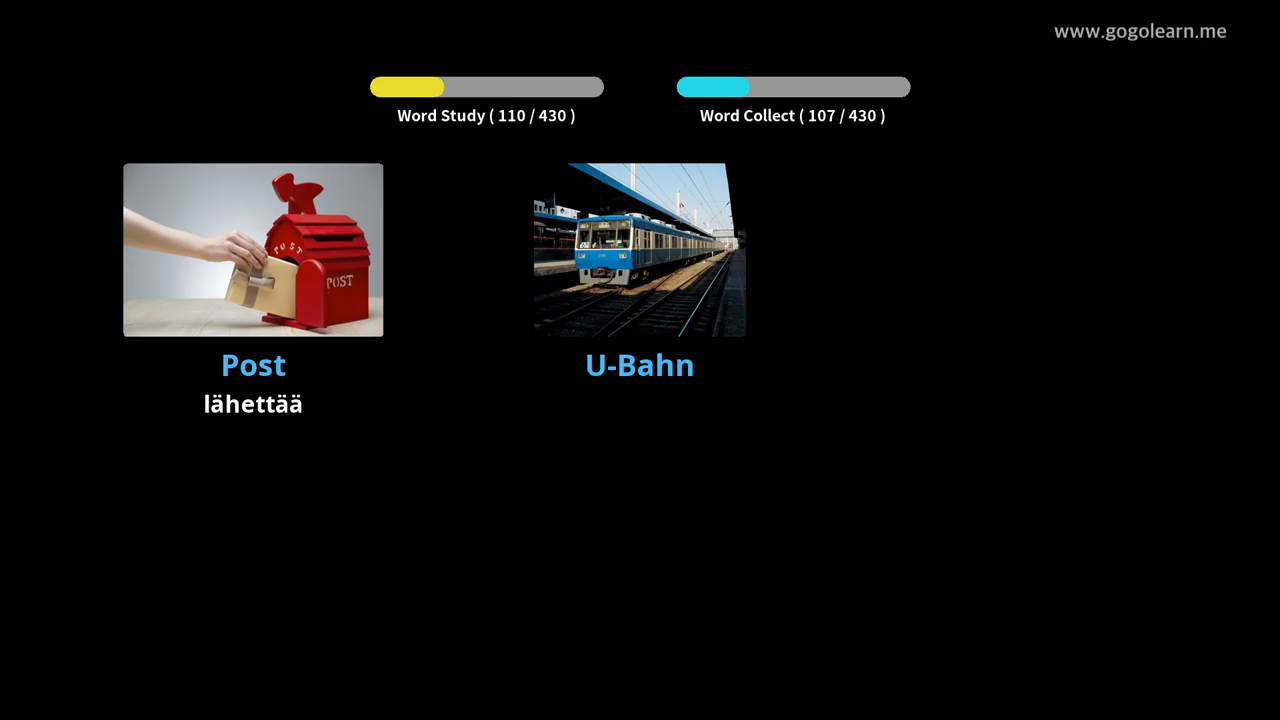 www.gogolearn.me
Word Study ( 110 / 430 )
Word Collect ( 107 / 430 )
POST
POST
Post
lähettää
U-Bahn